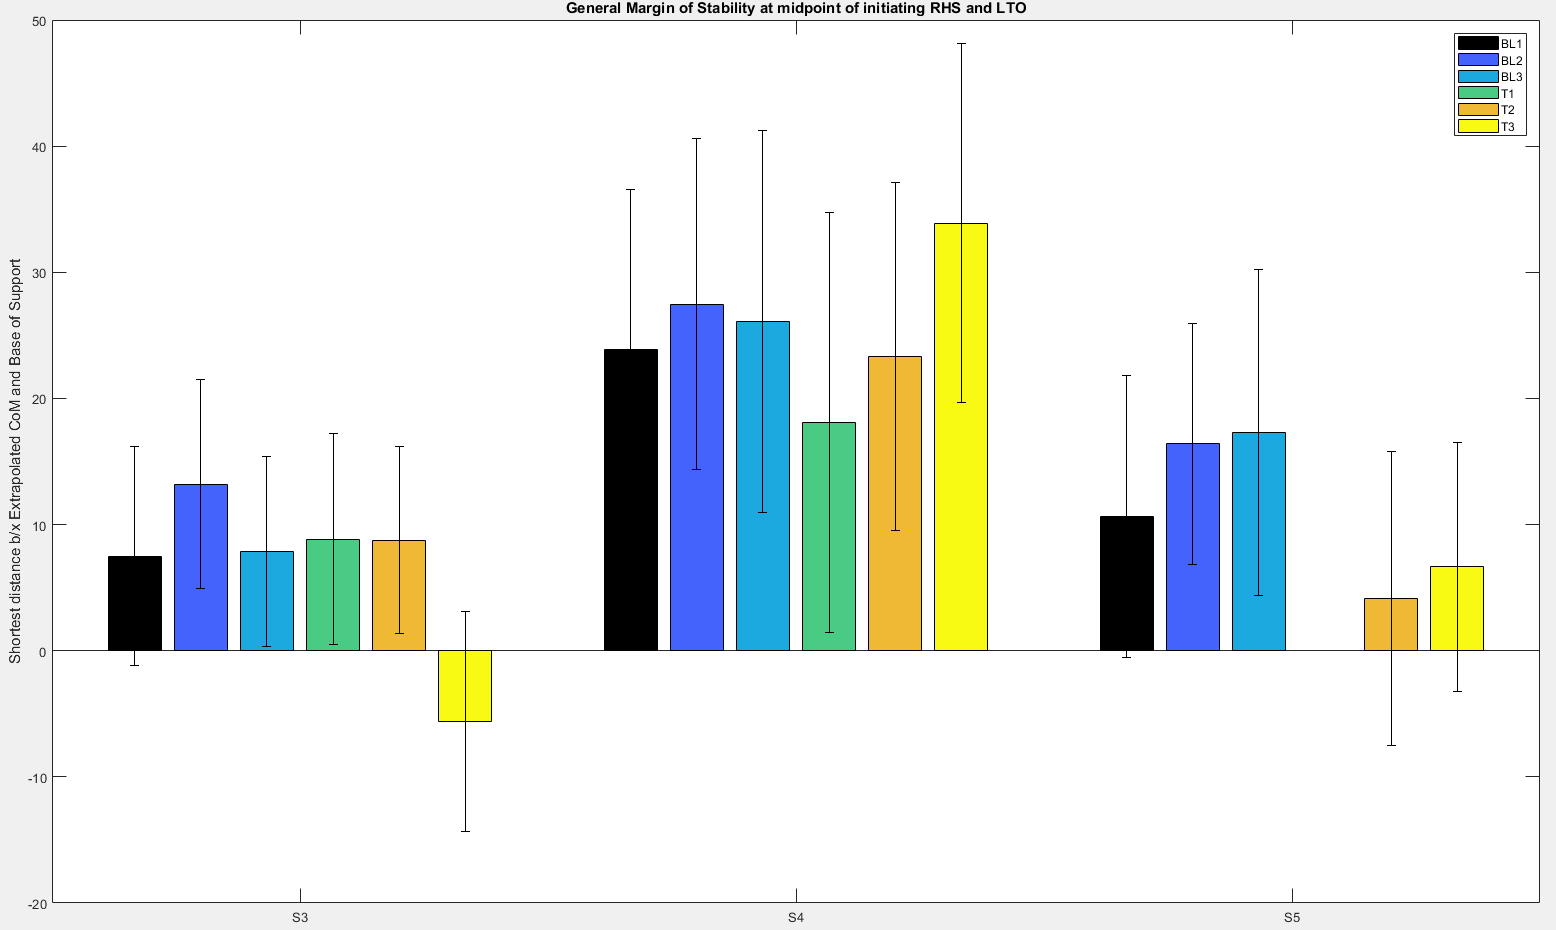 General Margin of Stability at midpoint of initiating RHS and LTO
Shortest distance b/x Extrapolated CoM and Base of Support
50
40
30
20
10
0
-10
-20
S3
S4
S5
BL1
BL2
BL3
T1
T2
T3